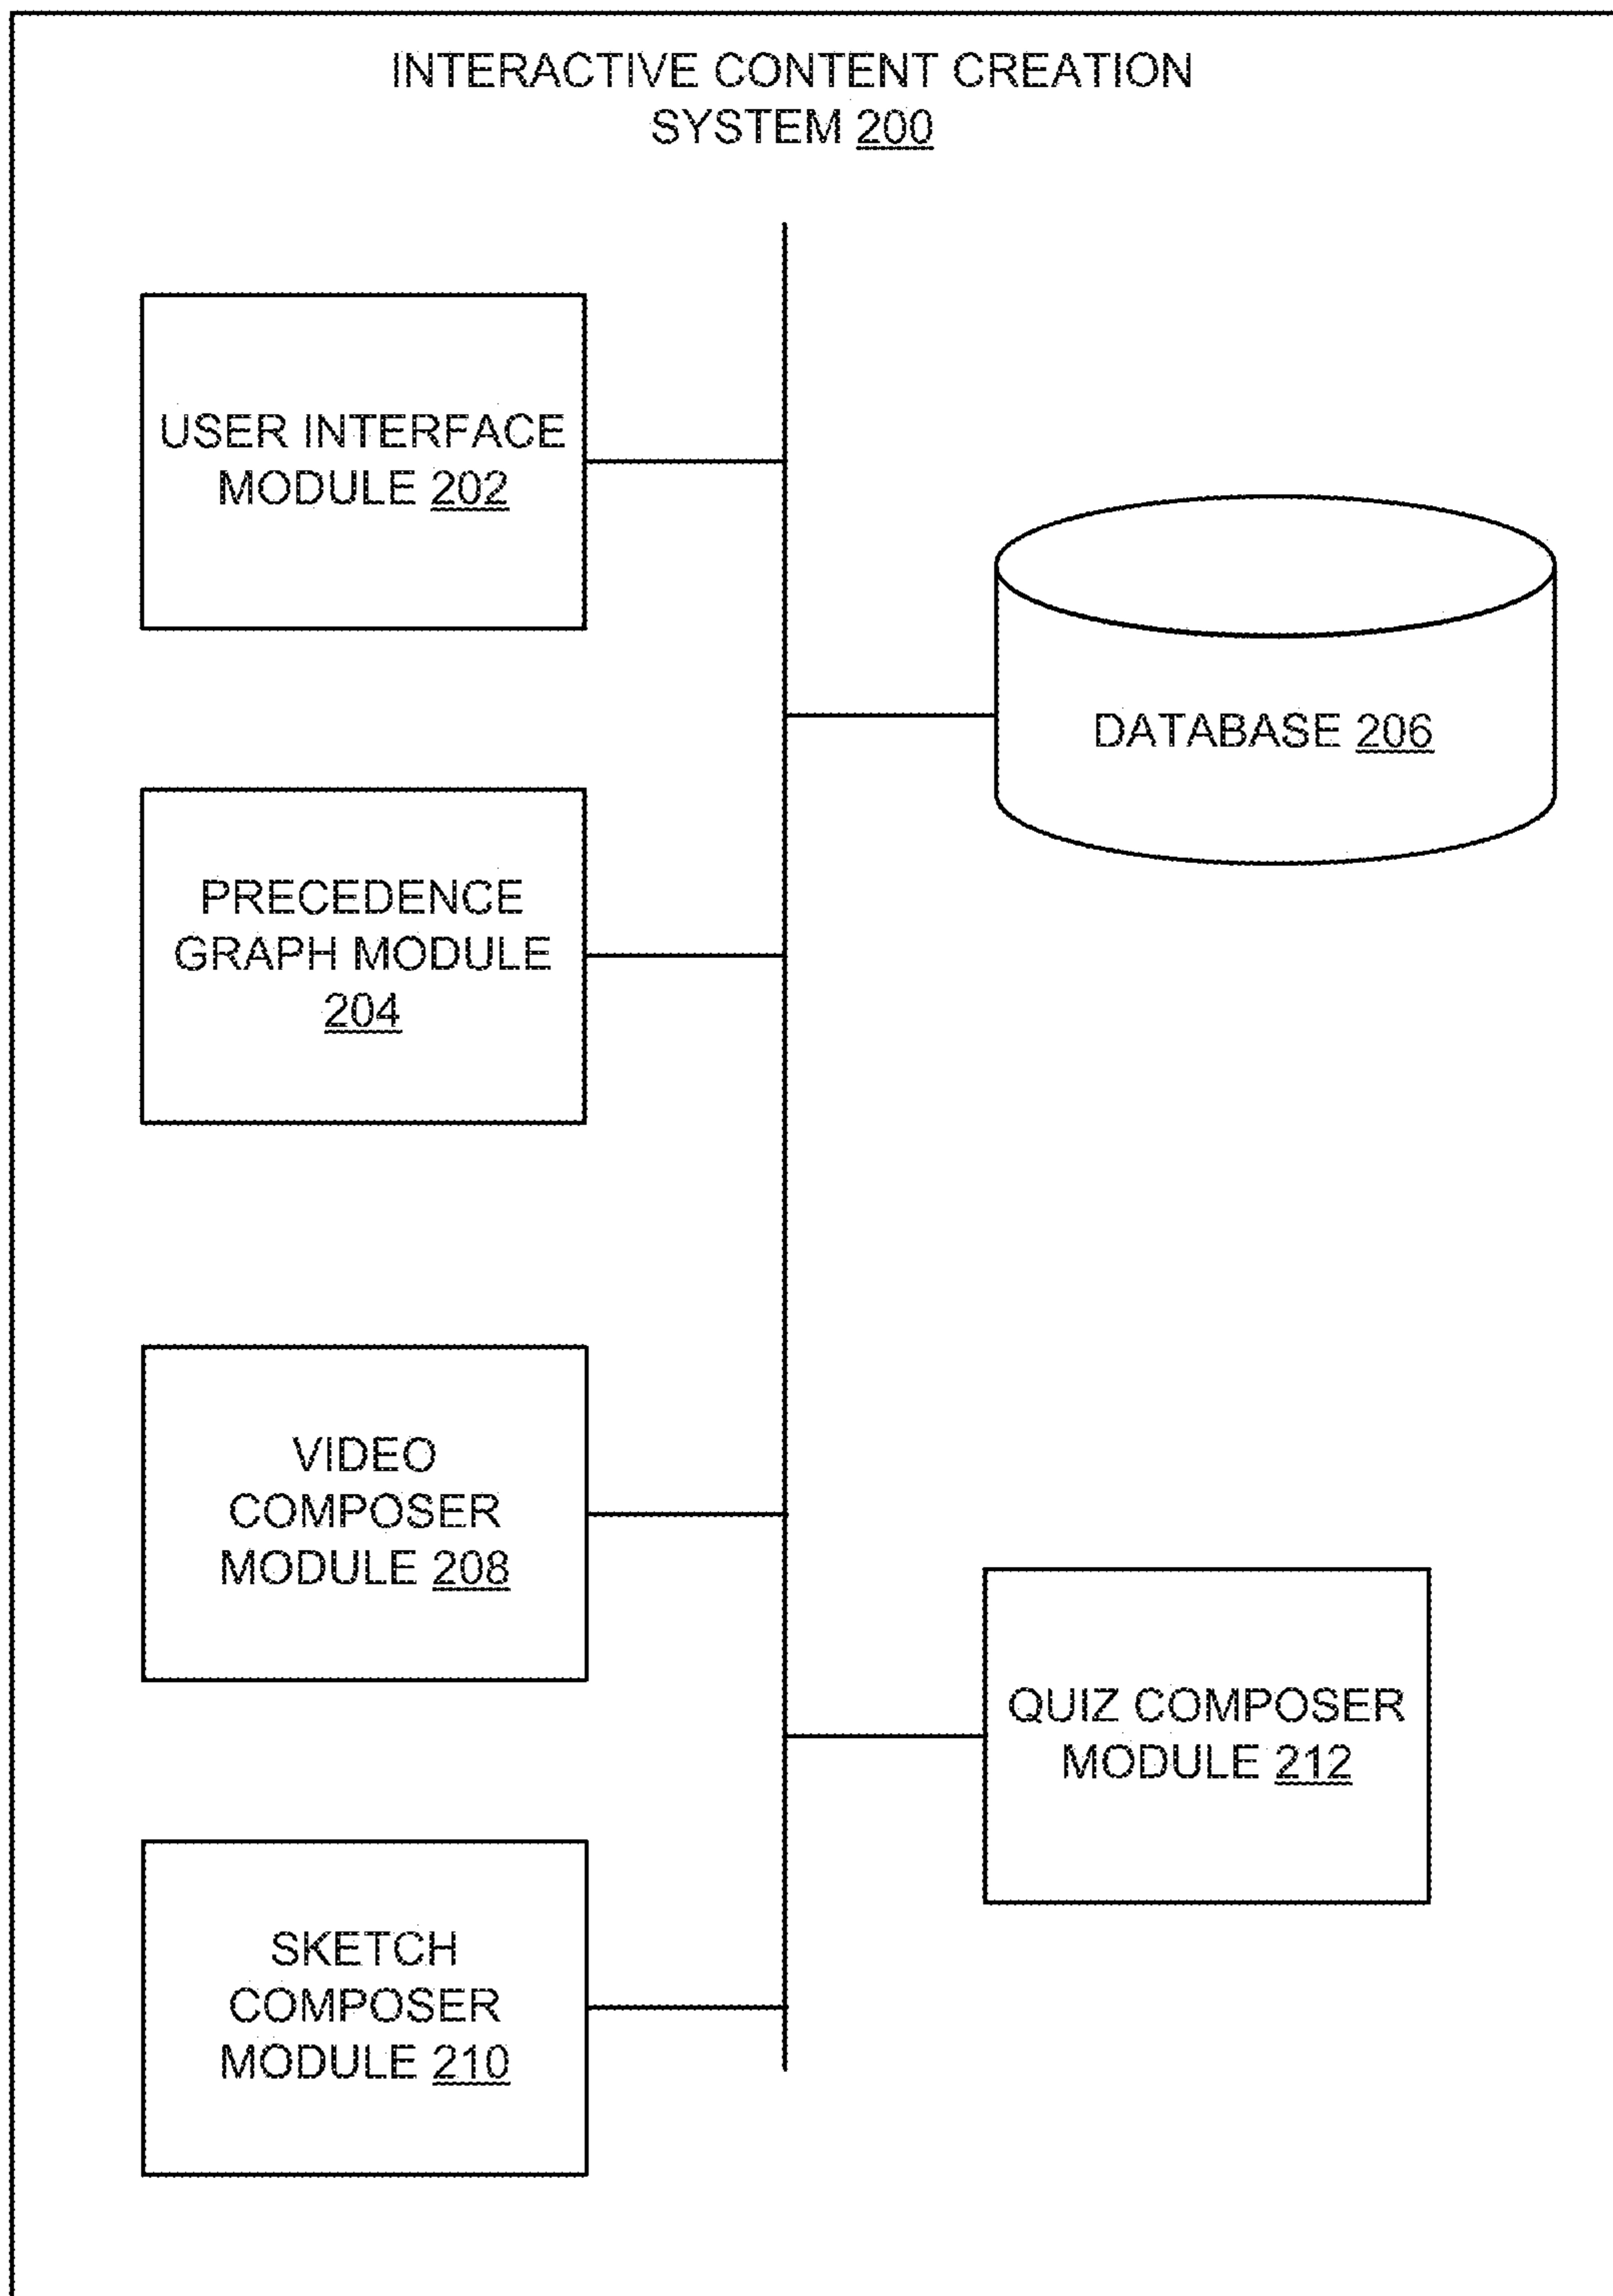 INTERACTIVE CONTENT CREATION
SYSTEM 200
USER INTERFACE
MODULE 202
DATABASE 206
PRECEDENCE
GRAPH MODULE
204
VIDEO
COMPOSER
MODULE 208
QUIZ COMPOSER
MODULE 212
SKETCH
COMPOSER
MODULE 210